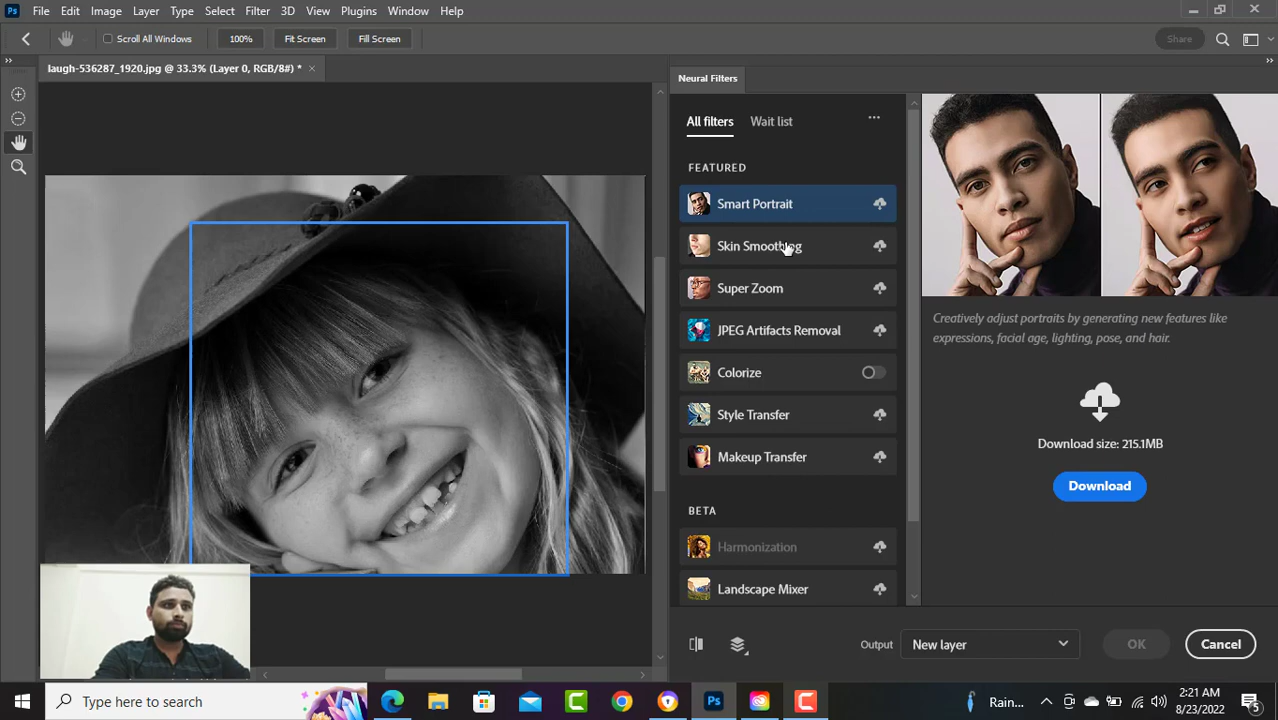 Ps File Edit Image Layer Type Select Filter 3D View Plugins Window Help
Scroll All Windows 100% Fit Screen Fill Screen Share
laugh-536287_1920.jpg @ 33.3% (Layer 0, RGB/8#) *
Neural Filters
All filters Wait list
FEATURED
Smart Portrait
Skin Smoothing
Super Zoom
JPEG Artifacts Removal
Colorize
Style Transfer
Makeup Transfer
BETA
Harmonization
Landscape Mixer
Creatively adjust portraits by generating new features like
expressions, facial age, lighting, pose, and hair.
Download size: 215.1MB
Download
Output New layer OK Cancel
Type here to search
Ps
Rain...
2:21 AM
8/23/2022
5